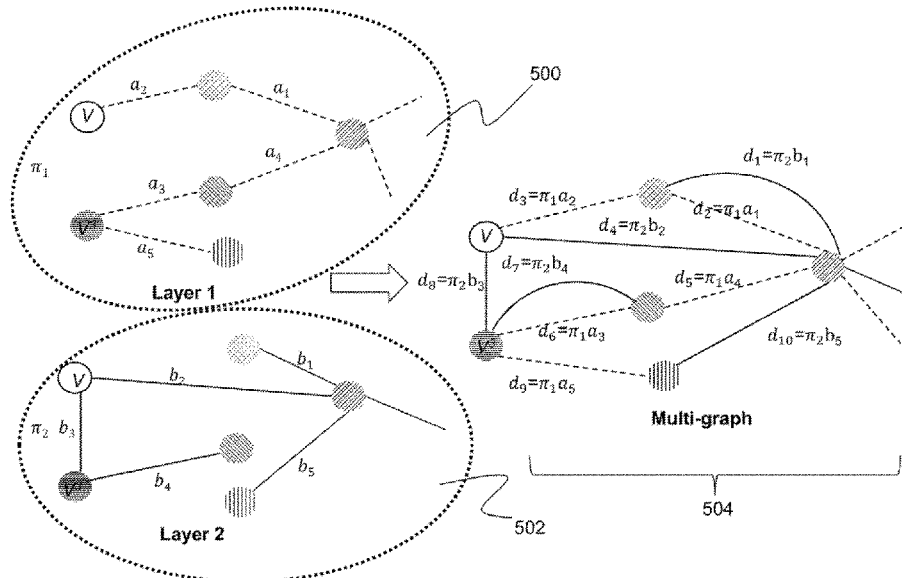 500
a₂
a₁
V
a₄
π₁
a₃
a₅
Layer 1
d₁=π₂b₁
d₃=π₁a₂
d₂=π₁a₁
d₄=π₂b₂
V
d₈=π₂b₃
d₇=π₂b₄
d₅=π₁a₄
d₆=π₁a₃
d₁₀=π₂b₅
d₉=π₁a₅
Multi-graph
504
b₁
V
b₂
π₂ b₃
b₄
b₅
Layer 2
502